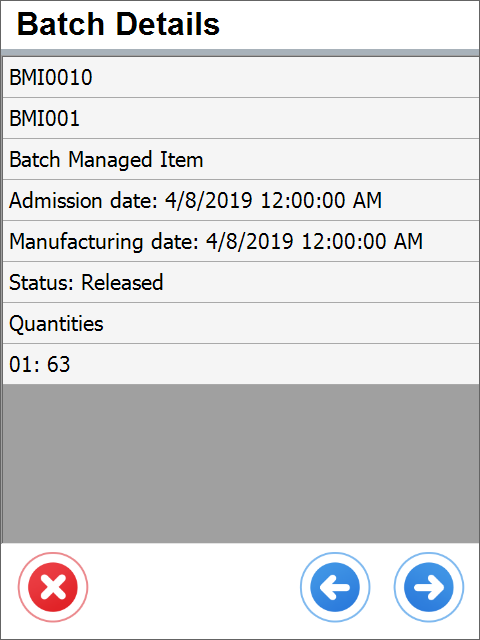 Batch Details
BMI0010
BMI001
Batch Managed Item
Admission date: 4/8/2019 12:00:00 AM
Manufacturing date: 4/8/2019 12:00:00 AM
Status: Released
Quantities
01: 63